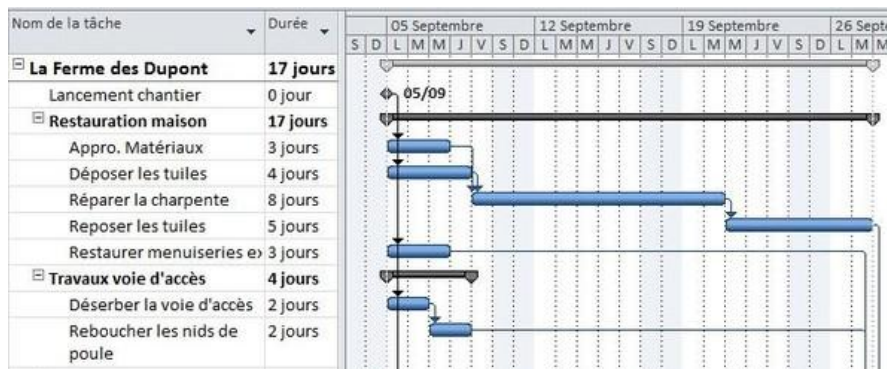 Nom de la tâche Durée 05 Septembre 12 Septembre 19 Septembre 26 Sept
S D L M M J V S D L M M J V S D L M M J V S D L M M
La Ferme des Dupont 17 jours
Lancement chantier 0 jour 05/09
Restauration maison 17 jours
Appro. Matériaux 3 jours
Déposer les tuiles 4 jours
Réparer la charpente 8 jours
Reposer les tuiles 5 jours
Restaurer menuiseries ex 3 jours
Travaux voie d'accès 4 jours
Déserber la voie d'accès 2 jours
Reboucher les nids de 2 jours
poule